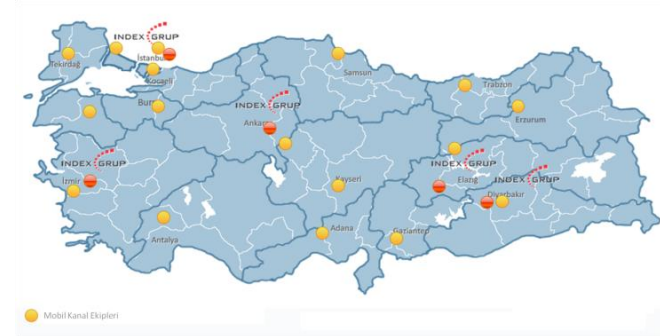 INDEX GRUP
İstanbul
Tekirdağ
Kocaeli
Samsun
Trabzon
Bursa
INDEX GRUP
Ankara
Erzurum
INDEX GRUP
İzmir
INDEX GRUP
Elazığ
INDEX GRUP
Diyarbakır
Kayseri
Antalya
Adana
Gaziantep
Mobil Kanal Ekipleri